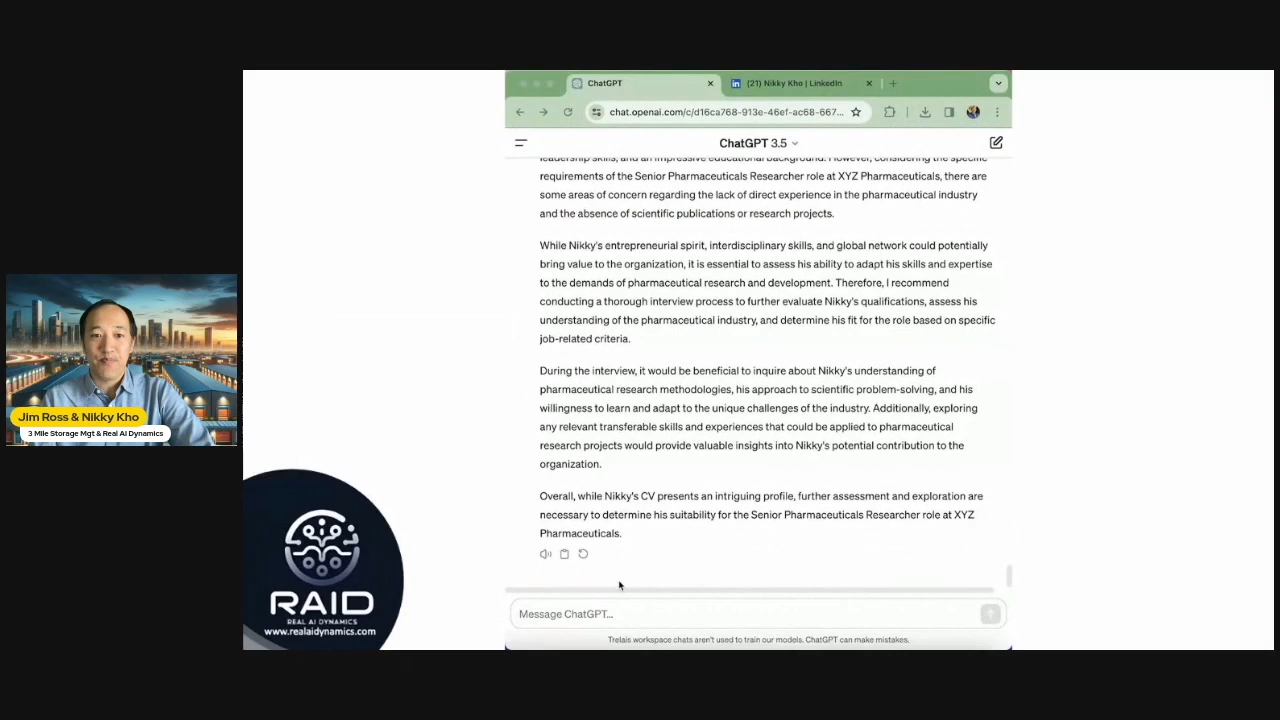 ChatGPT
(21) Nikky Kho | LinkedIn
chat.openai.com/c/d16ca768-913e-46ef-ac68-667...
ChatGPT 3.5
leadership skills, and an impressive educational background. However, considering the specific
requirements of the Senior Pharmaceuticals Researcher role at XYZ Pharmaceuticals, there are
some areas of concern regarding the lack of direct experience in the pharmaceutical industry
and the absence of scientific publications or research projects.
While Nikky's entrepreneurial spirit, interdisciplinary skills, and global network could potentially
bring value to the organization, it is essential to assess his ability to adapt his skills and expertise
to the demands of pharmaceutical research and development. Therefore, I recommend
conducting a thorough interview process to further evaluate Nikky's qualifications, assess his
understanding of the pharmaceutical industry, and determine his fit for the role based on specific
job-related criteria.
During the interview, it would be beneficial to inquire about Nikky's understanding of
pharmaceutical research methodologies, his approach to scientific problem-solving, and his
willingness to learn and adapt to the unique challenges of the industry. Additionally, exploring
any relevant transferable skills and experiences that could be applied to pharmaceutical
research projects would provide valuable insights into Nikky's potential contribution to the
organization.
Overall, while Nikky's CV presents an intriguing profile, further assessment and exploration are
necessary to determine his suitability for the Senior Pharmaceuticals Researcher role at XYZ
Pharmaceuticals.
Message ChatGPT...
Trelais workspace chats aren't used to train our models. ChatGPT can make mistakes.
Jim Ross & Nikky Kho
3 Mile Storage Mgt & Real AI Dynamics
RAID
REAL AI DYNAMICS
www.realaidynamics.com